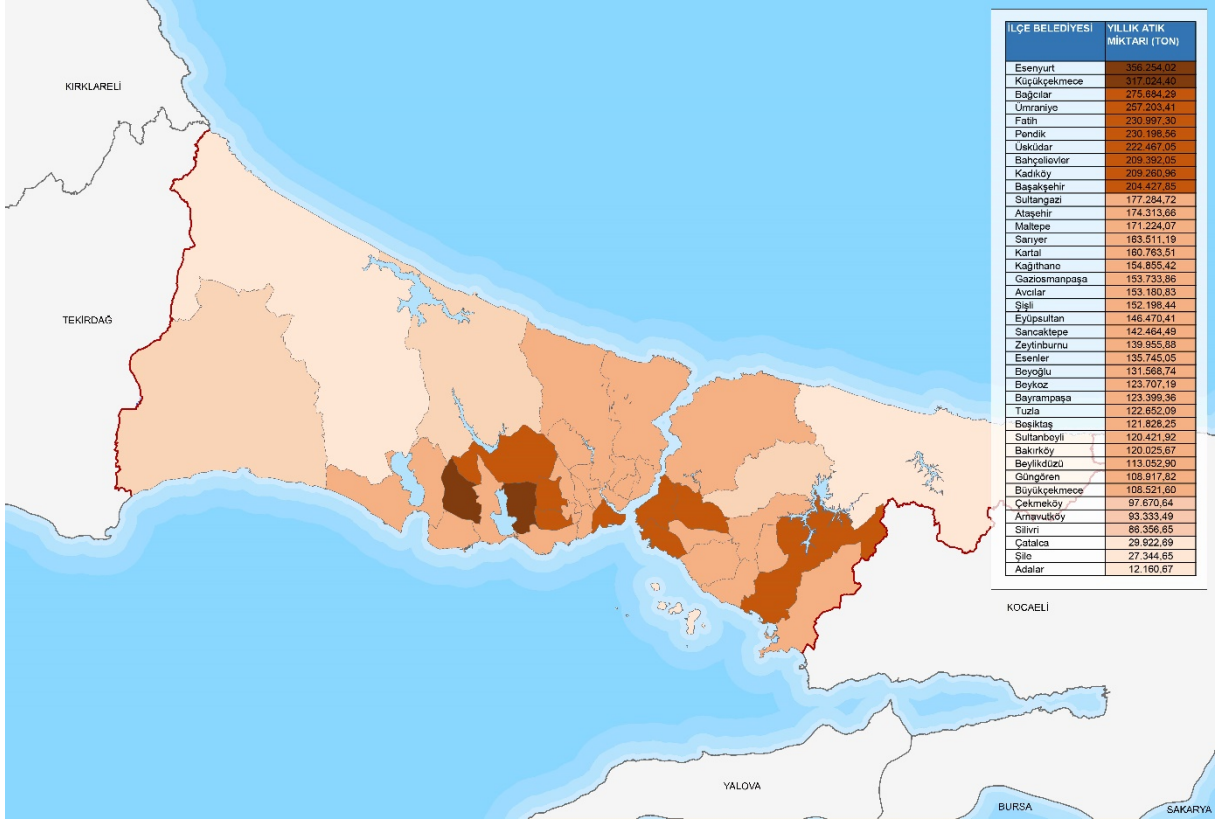 KIRKLARELİ
TEKİRDAĞ
İLÇE BELEDİYESİ YILLIK ATIK MİKTARI (TON)
Esenyurt 356.254,02
Küçükçekmece 317.024,40
Bağcılar 275.684,29
Ümraniye 257.203,41
Fatih 230.997,30
Pendik 230.198,56
Üsküdar 222.467,05
Bahçelievler 209.392,05
Kadıköy 209.260,96
Başakşehir 204.427,85
Sultangazi 177.284,72
Ataşehir 174.313,66
Maltepe 171.224,07
Sarıyer 163.511,19
Kartal 160.763,51
Kağıthane 154.855,42
Gaziosmanpaşa 153.733,86
Avcılar 153.180,83
Şişli 152.198,44
Eyüpsultan 146.470,41
Sancaktepe 142.464,49
Zeytinburnu 139.955,88
Esenler 135.745,05
Beyoğlu 131.568,74
Beykoz 123.707,19
Bayrampaşa 123.399,36
Tuzla 122.652,09
Beşiktaş 121.828,25
Sultanbeyli 120.421,92
Bakırköy 120.025,67
Beylikdüzü 113.052,90
Güngören 108.917,82
Büyükçekmece 108.521,60
Çekmeköy 97.670,64
Arnavutköy 93.333,49
Silivri 86.356,65
Çatalca 29.922,69
Şile 27.344,65
Adalar 12.160,67
KOCAELİ
YALOVA
BURSA
SAKARYA